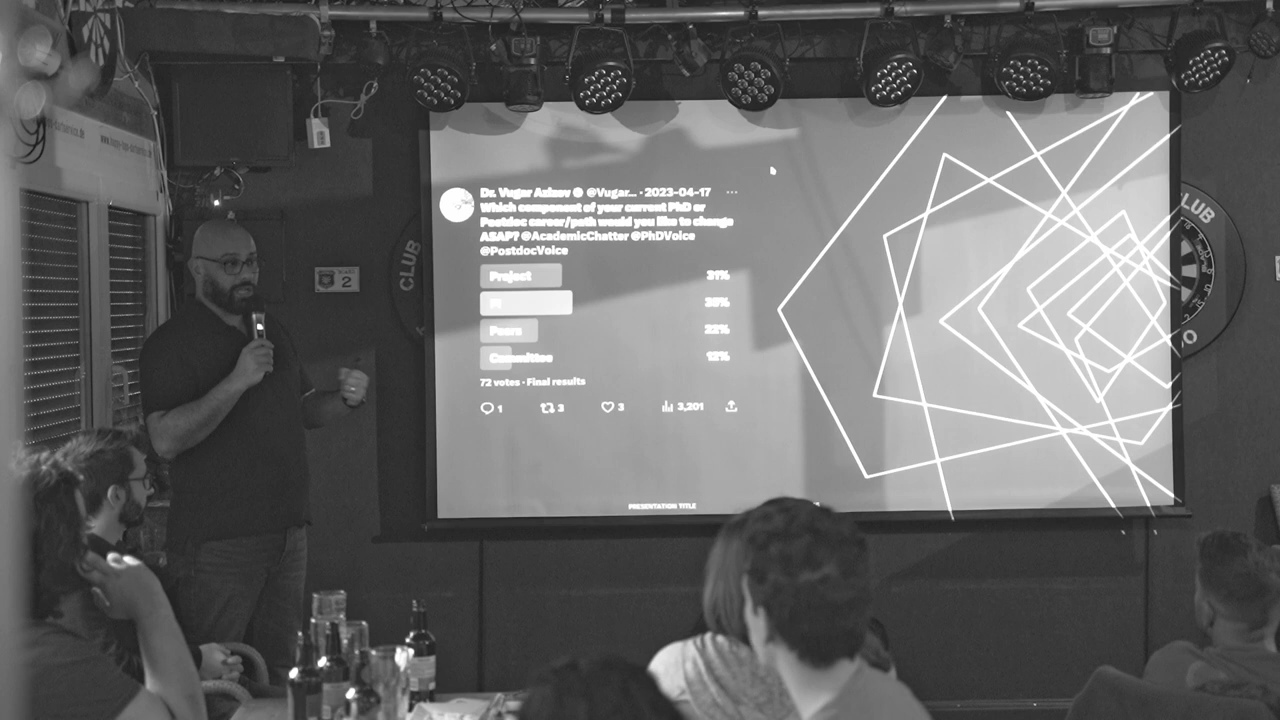 Dr. Vugar Azizov @Vugar... · 2023-04-17 ...
Which component of your current PhD or
Postdoc career/path would you like to change
ASAP? @AcademicChatter @PhDVoice
@PostdocVoice
Project 31%
PI 35%
Peers 22%
Committee 12%
72 votes · Final results
1 3 3 3,201
PRESENTATION TITLE
CLUB
CLUB
2